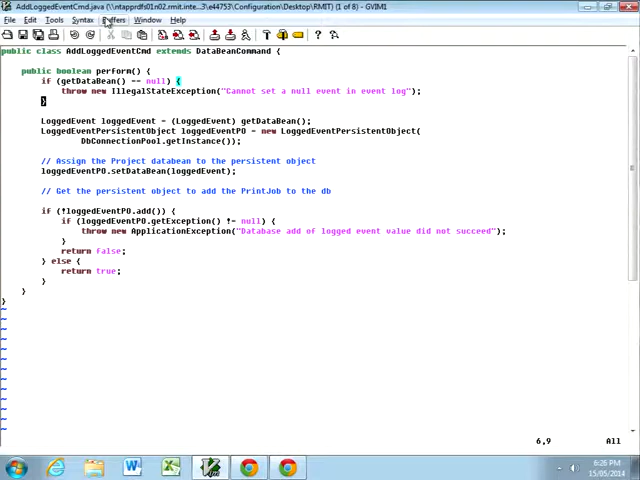 AddLoggedEventCmd.java (\\ntapprdfs01n02.rmit.inte...3\e44753\Configuration\Desktop\RMIT) (1 of 8) - GVIM1
File Edit Tools Syntax Buffers Window Help
public class AddLoggedEventCmd extends DataBeanCommand {
public boolean perform() {
if (getDataBean() == null) {
throw new IllegalStateException("Cannot set a null event in event log");
}
LoggedEvent loggedEvent = (LoggedEvent) getDataBean();
LoggedEventPersistentObject loggedEventPO = new LoggedEventPersistentObject(
DbConnectionPool.getInstance());
// Assign the Project databean to the persistent object
loggedEventPO.setDataBean(loggedEvent);
// Get the persistent object to add the PrintJob to the db
if (!loggedEventPO.add()) {
if (loggedEventPO.getException() != null) {
throw new ApplicationException("Database add of logged event value did not succeed");
}
return false;
} else {
return true;
}
}
}
~
~
~
~
~
~
~
~
~
~
~
~
~
6,9 All
6:26 PM
15/05/2014